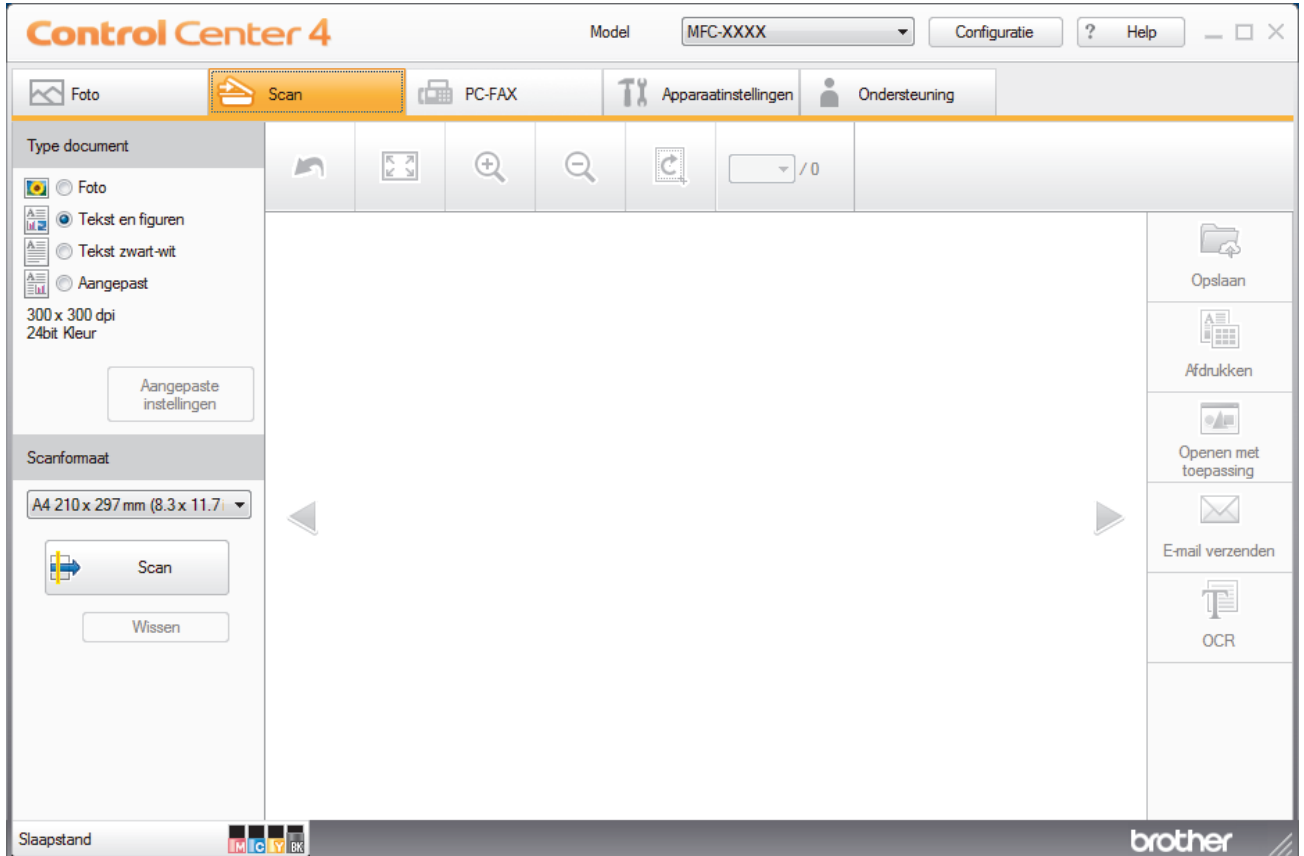 Control Center 4
Model
MFC-XXXX
Configuratie
? Help
Foto
Scan
PC-FAX
Apparaatinstellingen
Ondersteuning
Type document
Foto
Tekst en figuren
Tekst zwart-wit
Aangepast
300 x 300 dpi
24bit Kleur
Aangepaste
instellingen
Scanformaat
A4 210 x 297 mm (8.3 x 11.7
Scan
Wissen
/ 0
Opslaan
Afdrukken
Openen met
toepassing
E-mail verzenden
OCR
Slaapstand
M C Y BK
brother